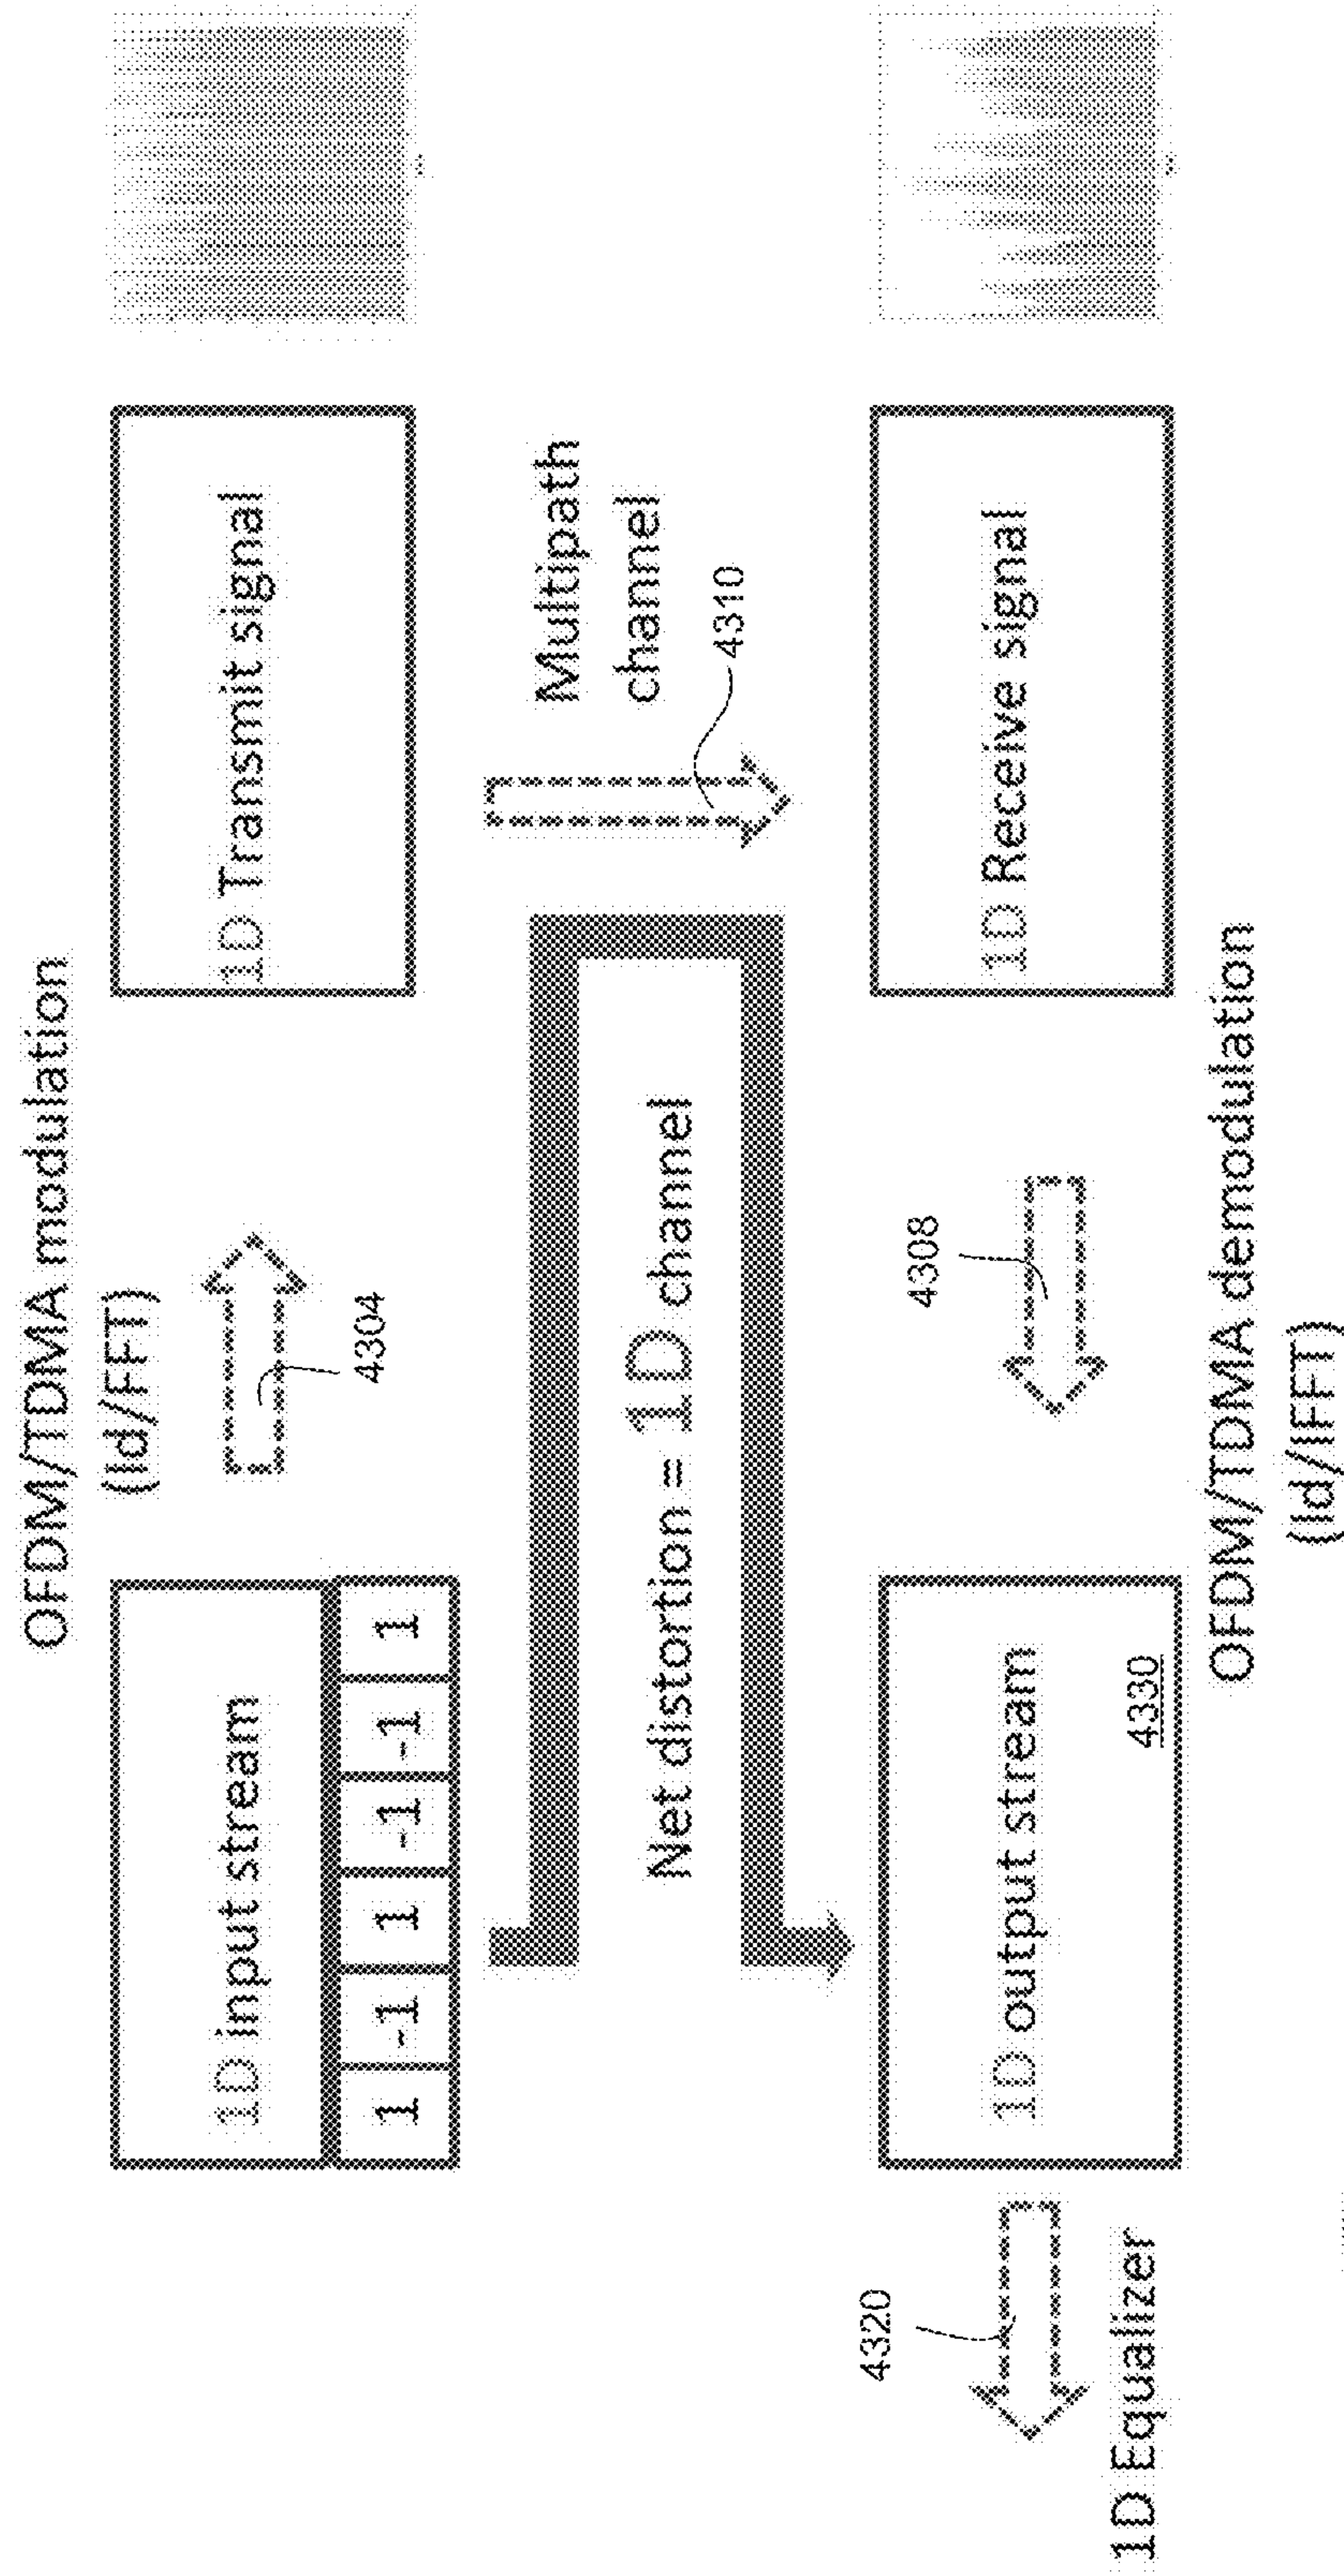 OFDM/TDMA modulation
(Id/FFT)
4304
1D input stream
1 -1 1 -1 -1 1
1D Transmit signal
Multipath
channel
4310
Net distortion = 1D channel
1D Receive signal
4308
1D output stream
4330
OFDM/TDMA demodulation
(Id/IFFT)
4320
1D Equalizer